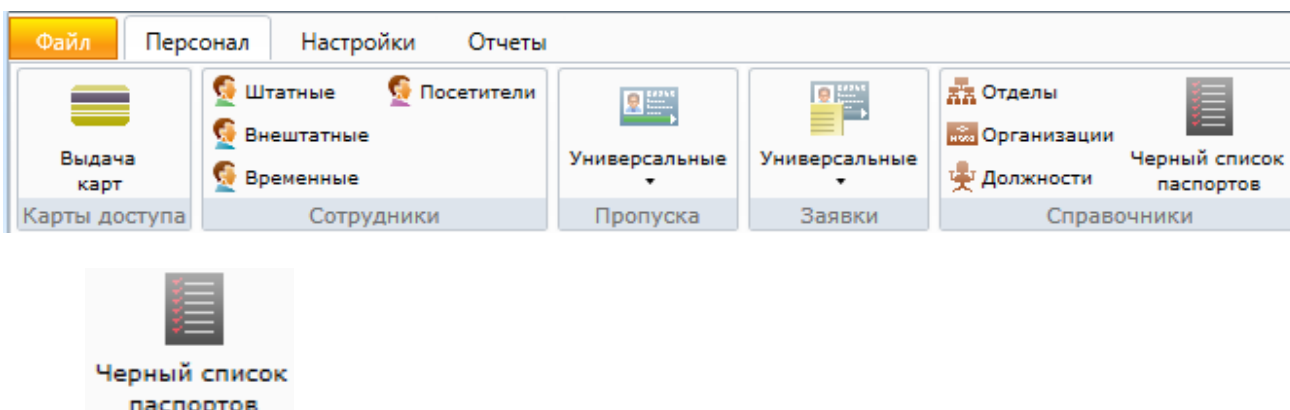 Файл Персонал Настройки Отчеты
Штатные Посетители
Внештатные
Временные
Выдача
карт
Универсальные
Универсальные
Отделы
Организации
Должности
Черный список
паспортов
Карты доступа Сотрудники Пропуска Заявки Справочники
Черный список
паспортов